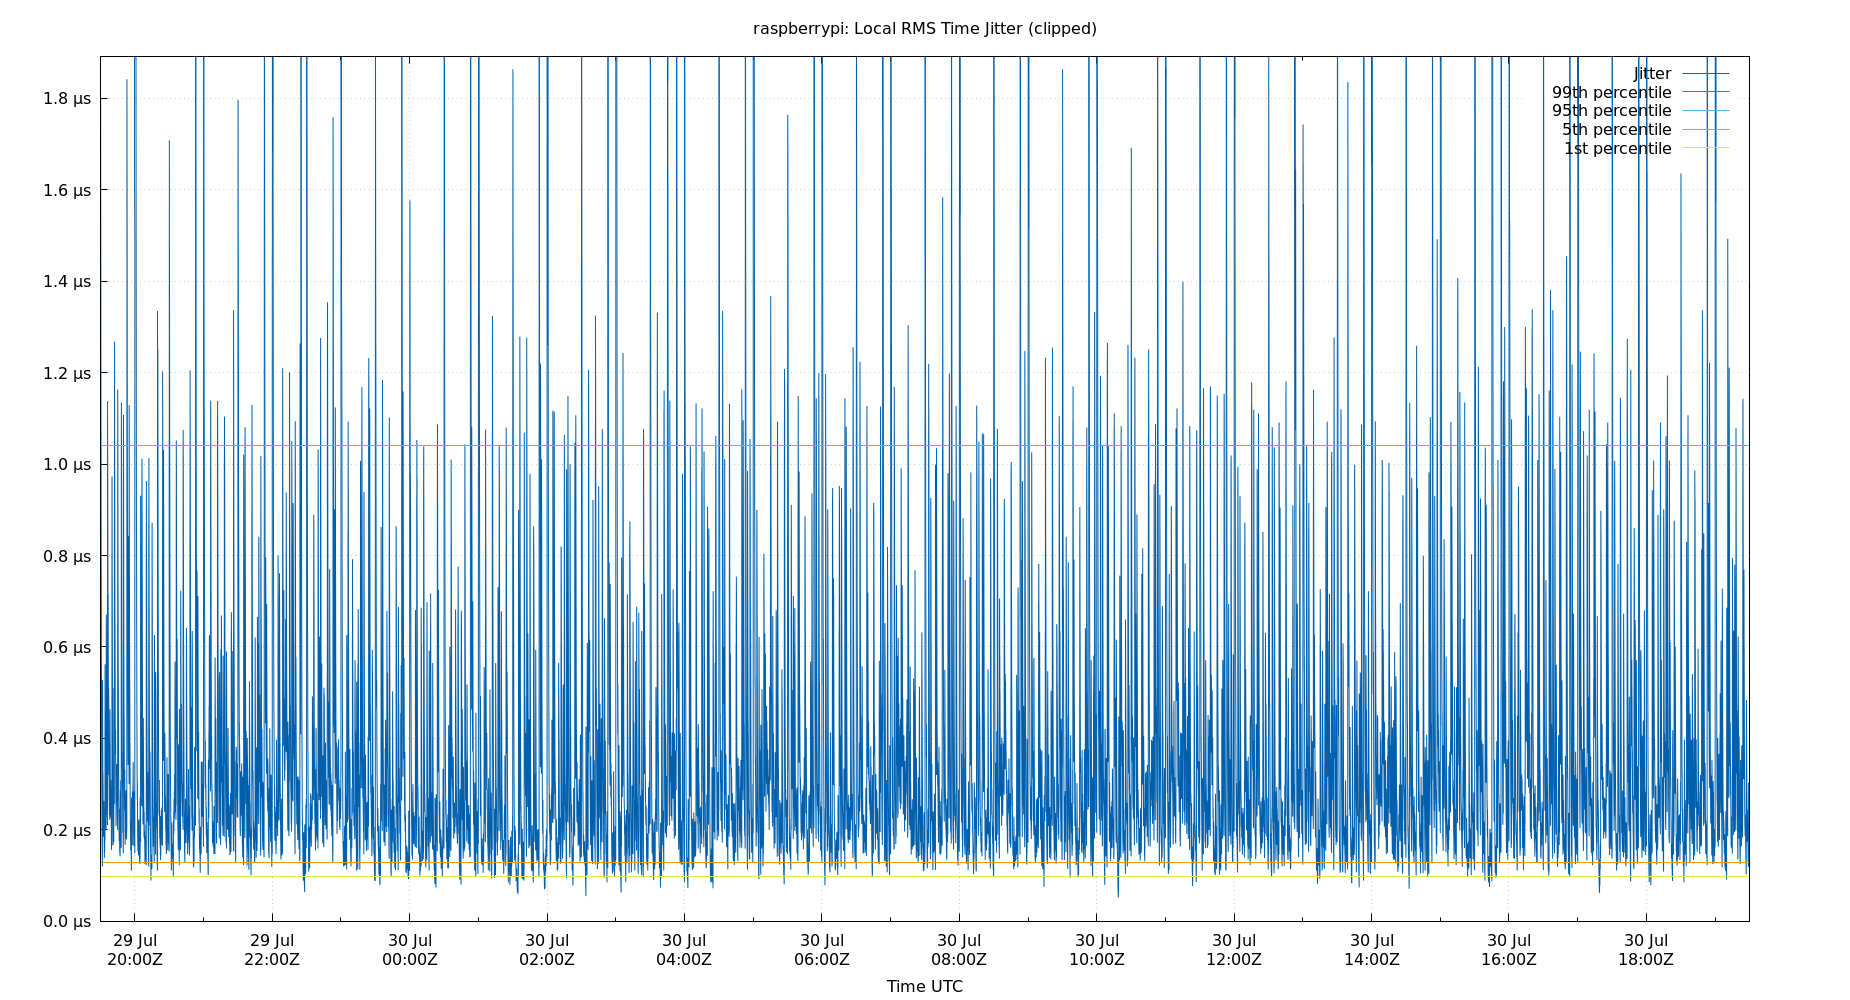 raspberrypi: Local RMS Time Jitter (clipped)
Jitter
99th percentile
95th percentile
5th percentile
1st percentile
1.8 µs
1.6 µs
1.4 µs
1.2 µs
1.0 µs
0.8 µs
0.6 µs
0.4 µs
0.2 µs
0.0 µs
29 Jul 29 Jul 30 Jul 30 Jul 30 Jul 30 Jul 30 Jul 30 Jul 30 Jul 30 Jul 30 Jul 30 Jul
20:00Z 22:00Z 00:00Z 02:00Z 04:00Z 06:00Z 08:00Z 10:00Z 12:00Z 14:00Z 16:00Z 18:00Z
Time UTC